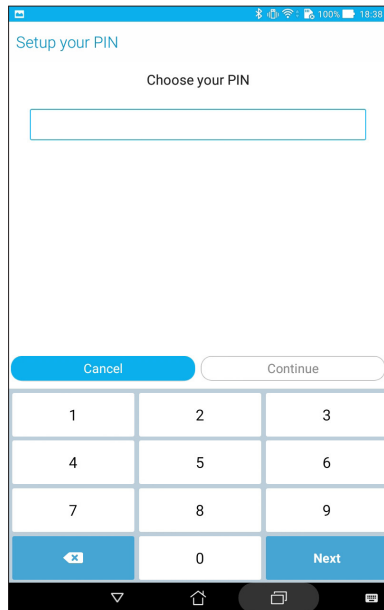 100% 18:38
Setup your PIN
Choose your PIN
Cancel Continue
1 2 3
4 5 6
7 8 9
0 Next